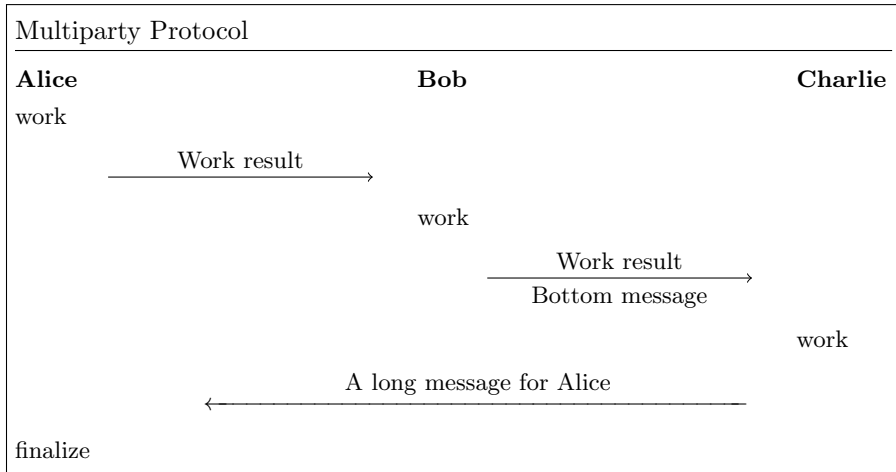 Multiparty Protocol
Alice Bob Charlie
work
Work result
work
Work result
Bottom message
work
A long message for Alice
finalize